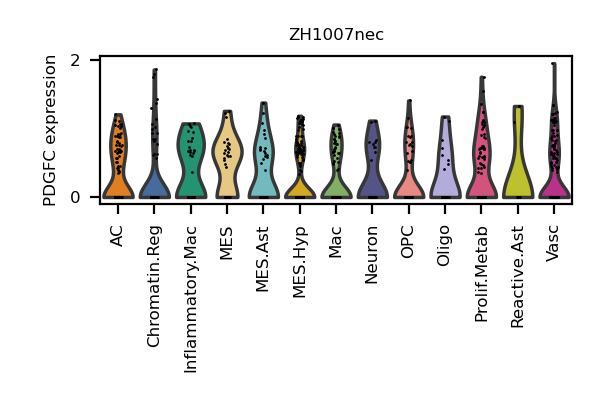 ZH1007nec
PDGFC expression
2
0
AC
Chromatin.Reg
Inflammatory.Mac
MES
MES.Ast
MES.Hyp
Mac
Neuron
OPC
Oligo
Prolif.Metab
Reactive.Ast
Vasc